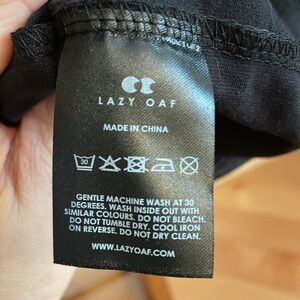 LAZY OAF
MADE IN CHINA
30
GENTLE MACHINE WASH AT 30
DEGREES. WASH INSIDE OUT WITH
SIMILAR COLOURS. DO NOT BLEACH.
DO NOT TUMBLE DRY. COOL IRON
ON REVERSE. DO NOT DRY CLEAN.
WWW.LAZYOAF.COM